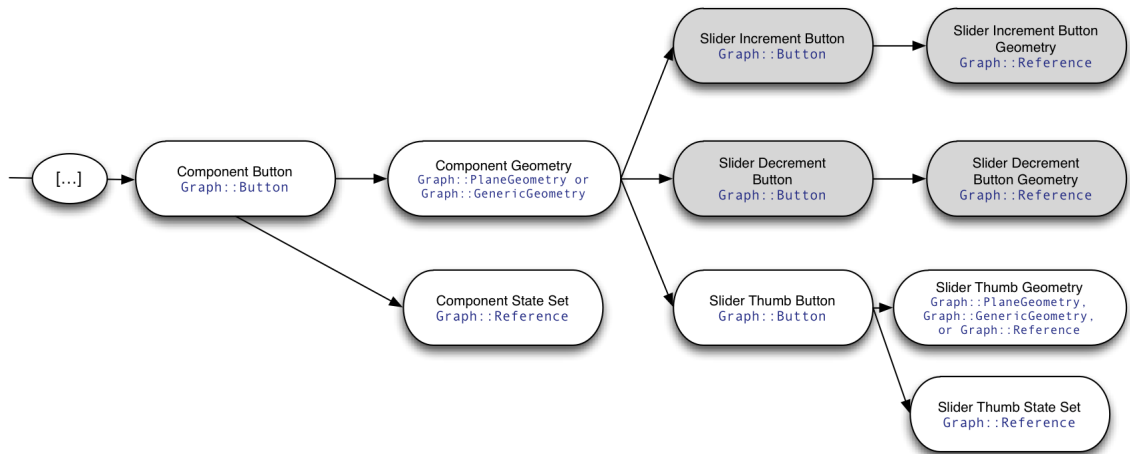 [...]
Component Button
Graph::Button
Component Geometry
Graph::PlaneGeometry or
Graph::GenericGeometry
Component State Set
Graph::Reference
Slider Increment Button
Graph::Button
Slider Increment Button
Geometry
Graph::Reference
Slider Decrement
Button
Graph::Button
Slider Decrement
Button Geometry
Graph::Reference
Slider Thumb Button
Graph::Button
Slider Thumb Geometry
Graph::PlaneGeometry,
Graph::GenericGeometry,
or Graph::Reference
Slider Thumb State Set
Graph::Reference